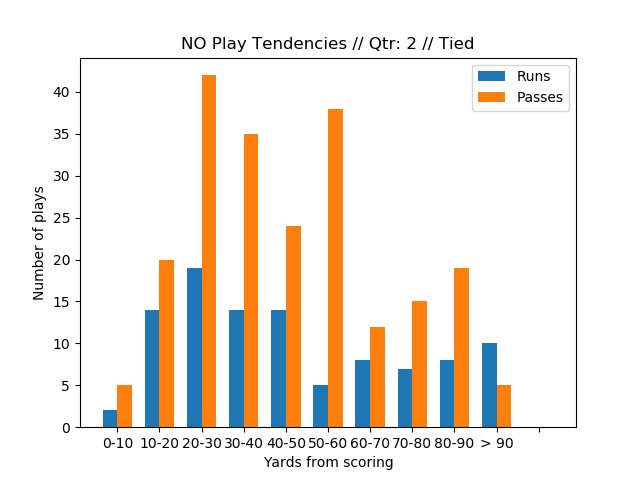 NO Play Tendencies // Qtr: 2 // Tied
Runs
Passes
Number of plays
40
35
30
25
20
15
10
5
0
0-10 10-20 20-30 30-40 40-50 50-60 60-70 70-80 80-90 > 90
Yards from scoring